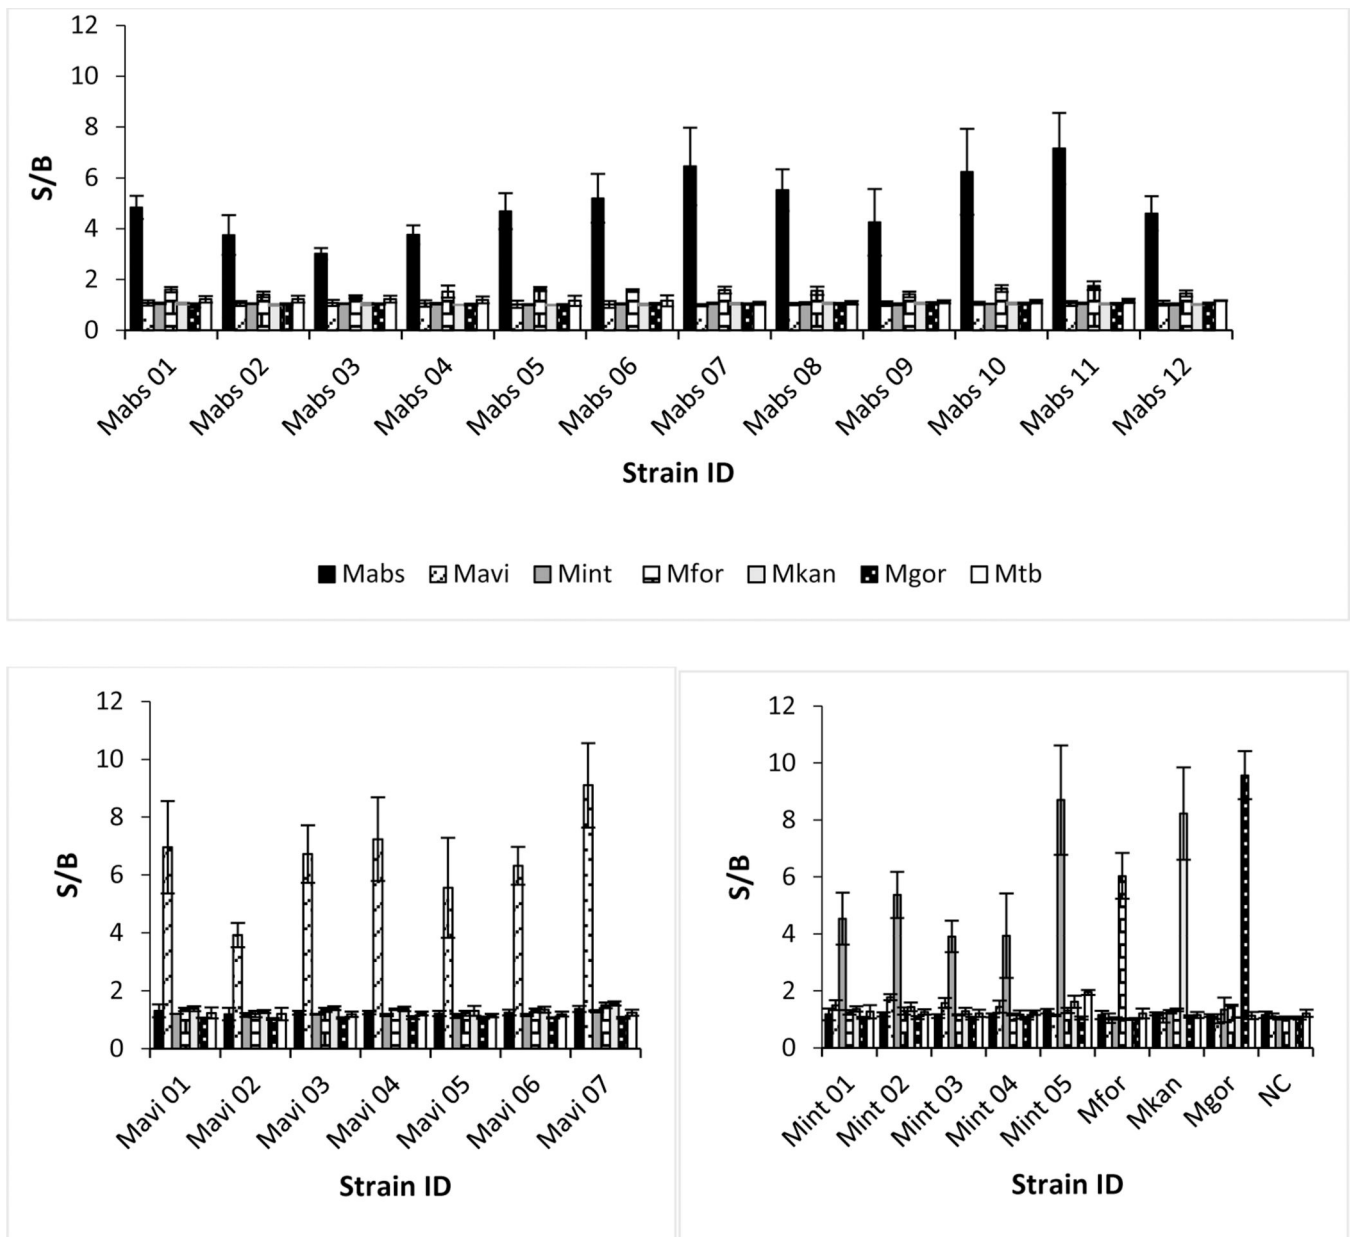 12
10
8
6
4
2
0
S/B
Mabs 01 Mabs 02 Mabs 03 Mabs 04 Mabs 05 Mabs 06 Mabs 07 Mabs 08 Mabs 09 Mabs 10 Mabs 11 Mabs 12
Strain ID
Mabs Mavi Mint Mfor Mkan Mgor Mtb
12
10
8
6
4
2
0
S/B
Mavi 01 Mavi 02 Mavi 03 Mavi 04 Mavi 05 Mavi 06 Mavi 07
Strain ID
12
10
8
6
4
2
0
S/B
Mint 01 Mint 02 Mint 03 Mint 04 Mint 05 Mfor Mkan Mgor NC
Strain ID